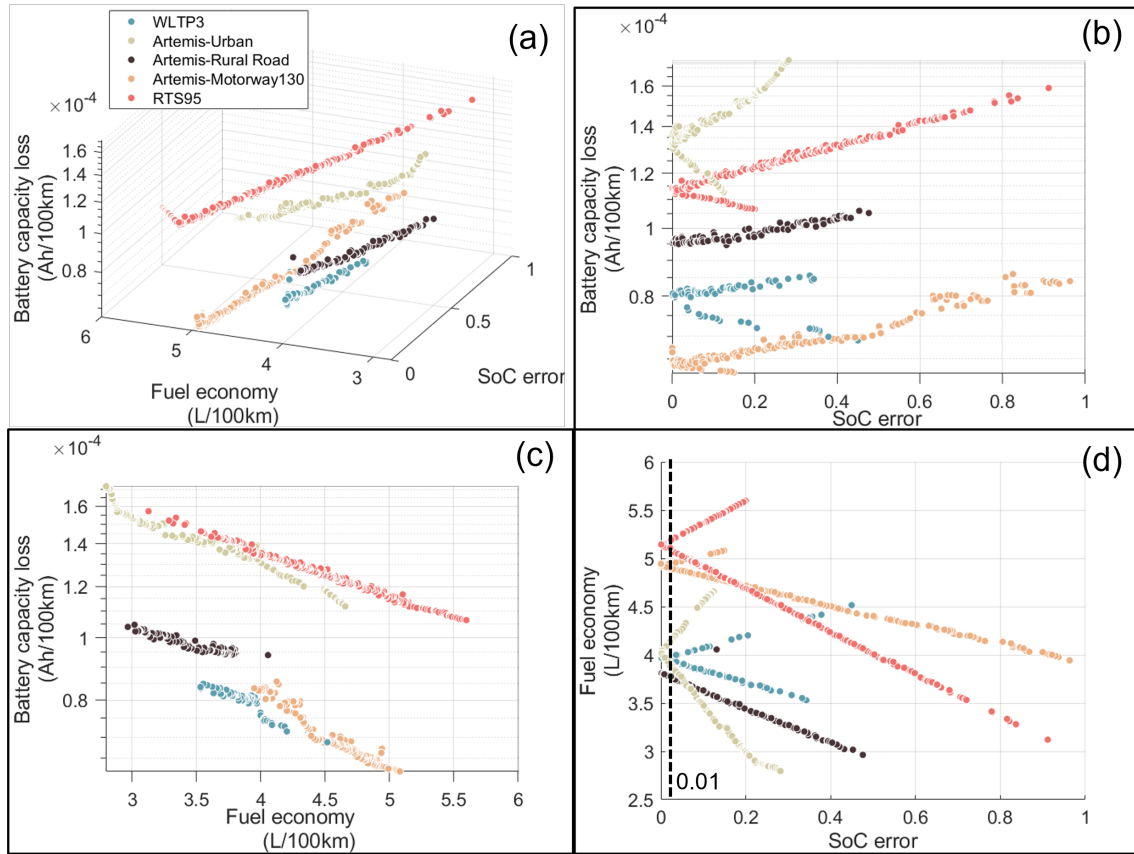 (a)
WLTP3
Artemis-Urban
Artemis-Rural Road
Artemis-Motorway130
RTS95
×10⁻⁴
1.6
1.4
1.2
1
0.8
Battery capacity loss
(Ah/100km)
6
5
4
3
Fuel economy
(L/100km)
0
0.5
1
SoC error
(b)
×10⁻⁴
1.6
1.4
1.2
1
0.8
Battery capacity loss
(Ah/100km)
0
0.2
0.4
0.6
0.8
1
SoC error
(c)
×10⁻⁴
1.6
1.4
1.2
1
0.8
Battery capacity loss
(Ah/100km)
3
3.5
4
4.5
5
5.5
6
Fuel economy
(L/100km)
(d)
6
5.5
5
4.5
4
3.5
3
2.5
Fuel economy
(L/100km)
0.01
0
0.2
0.4
0.6
0.8
1
SoC error